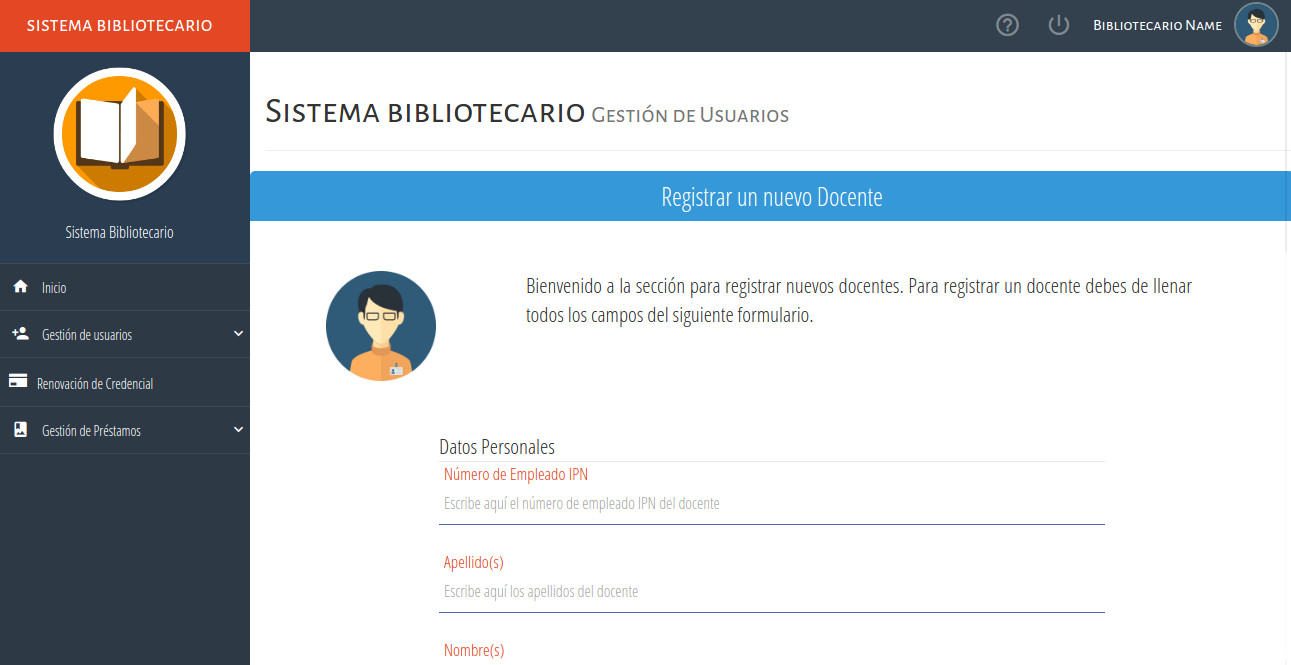 SISTEMA BIBLIOTECARIO
Bibliotecario Name
Sistema Bibliotecario
Inicio
Gestión de usuarios
Renovación de Credencial
Gestión de Préstamos
Sistema bibliotecario Gestión de Usuarios
Registrar un nuevo Docente
Bienvenido a la sección para registrar nuevos docentes. Para registrar un docente debes de llenar
todos los campos del siguiente formulario.
Datos Personales
Número de Empleado IPN
Escribe aquí el número de empleado IPN del docente
Apellido(s)
Escribe aquí los apellidos del docente
Nombre(s)